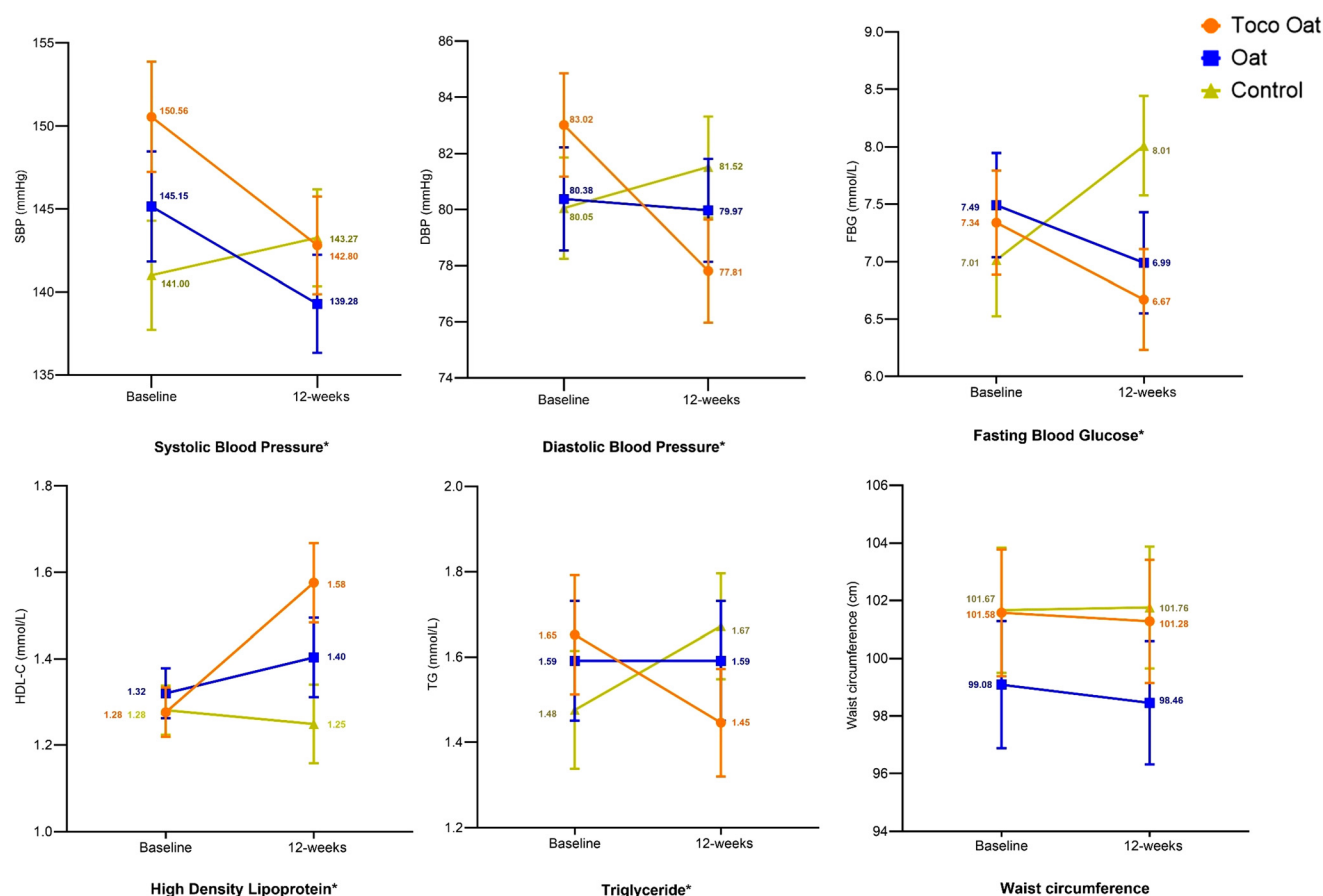 Toco Oat
Oat
Control
155
150
145
140
135
SBP (mmHg)
150.56
145.15
141.00
143.27
142.80
139.28
Baseline
12-weeks
Systolic Blood Pressure*
86
84
82
80
78
76
74
DBP (mmHg)
83.02
80.38
80.05
81.52
79.97
77.81
Baseline
12-weeks
Diastolic Blood Pressure*
9.0
8.5
8.0
7.5
7.0
6.5
6.0
FBG (mmol/L)
7.49
7.34
7.01
8.01
6.99
6.67
Baseline
12-weeks
Fasting Blood Glucose*
1.8
1.6
1.4
1.2
1.0
HDL-C (mmol/L)
1.32
1.28 1.28
1.58
1.40
1.25
Baseline
12-weeks
High Density Lipoprotein*
2.0
1.8
1.6
1.4
1.2
TG (mmol/L)
1.65
1.59
1.48
1.67
1.59
1.45
Baseline
12-weeks
Triglyceride*
106
104
102
100
98
96
94
Waist circumference (cm)
101.67
101.58
99.08
101.76
101.28
98.46
Baseline
12-weeks
Waist circumference